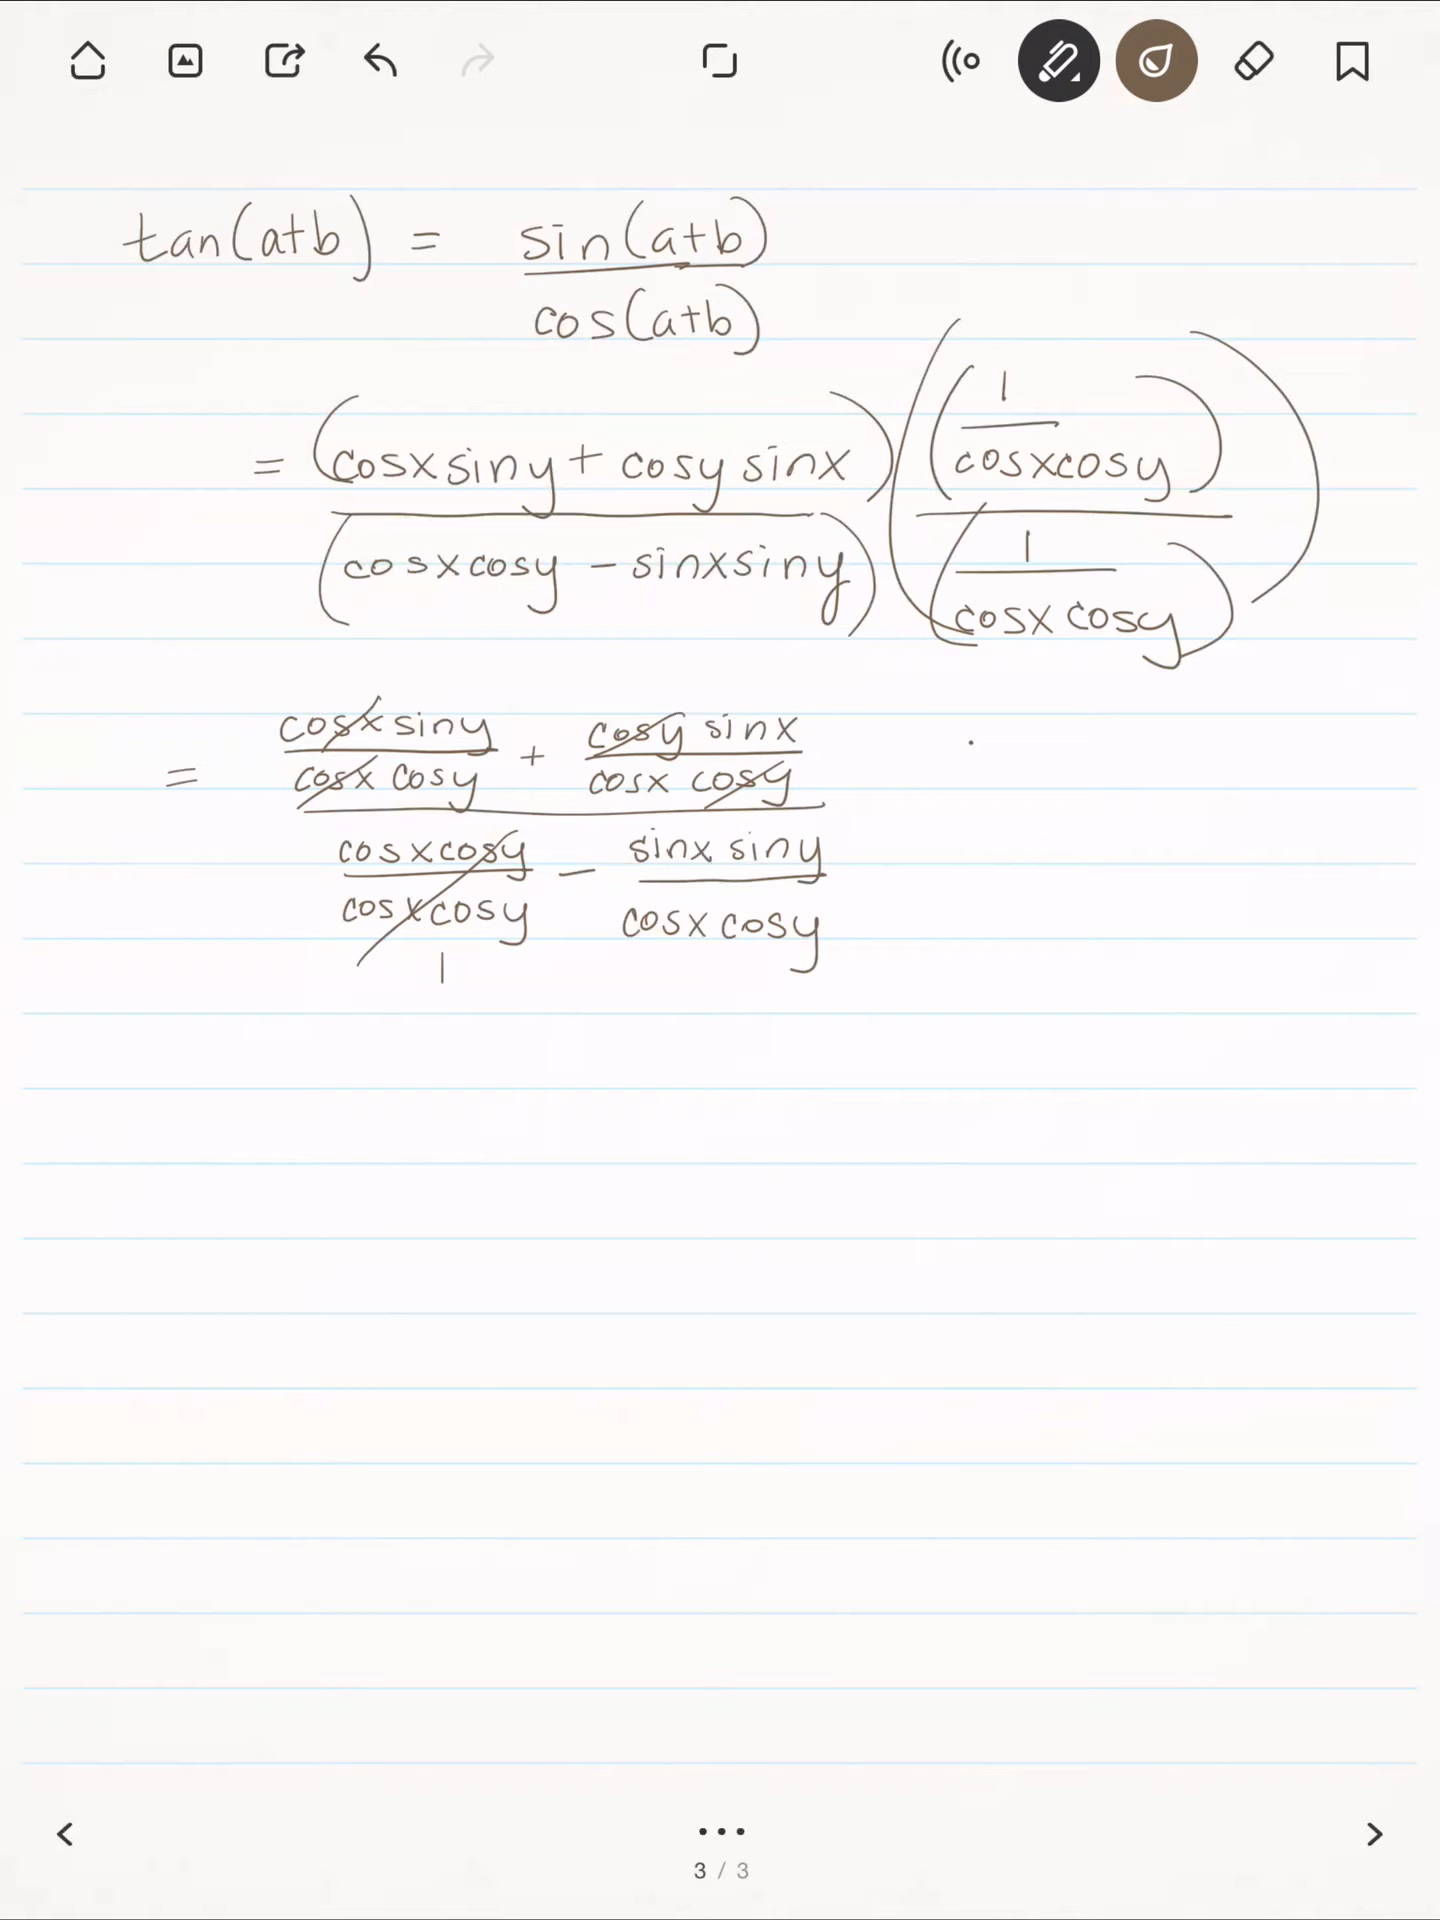 tan(a+b) = sin(a+b)
cos(a+b)
= (cosx siny + cosy sinx) ((1
cosxcosy)
(cosxcosy - sinxsiny) (1
cosx cosy))
= cosx siny + cosy sinx
cosx cosy cosx cosy
cosxcosy - sinx siny
cosxcosy cosx cosy
1
3 / 3